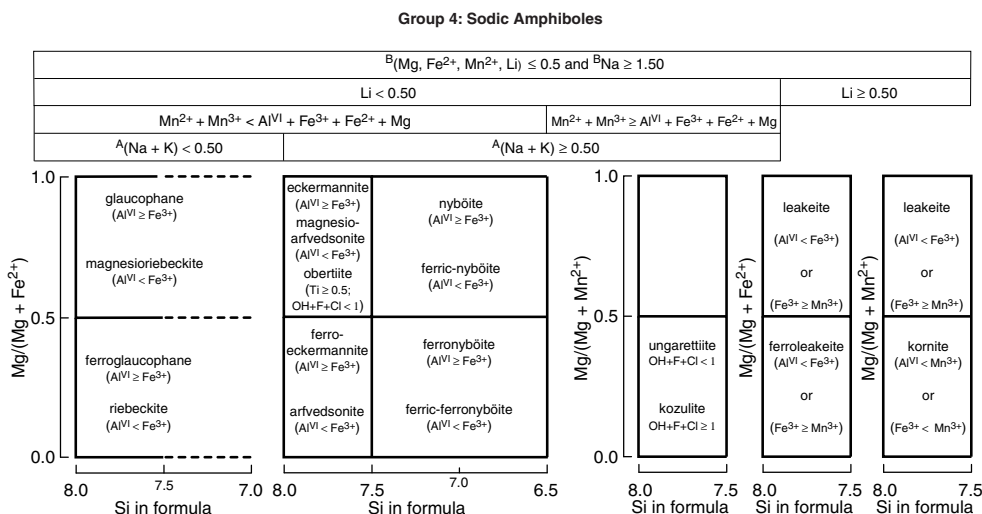 Group 4: Sodic Amphiboles
ᴮ(Mg, Fe²⁺, Mn²⁺, Li) ≤ 0.5 and ᴮNa ≥ 1.50
Li < 0.50
Li ≥ 0.50
Mn²⁺ + Mn³⁺ < Alⱽᴵ + Fe³⁺ + Fe²⁺ + Mg
Mn²⁺ + Mn³⁺ ≥ Alⱽᴵ + Fe³⁺ + Fe²⁺ + Mg
ᴬ(Na + K) < 0.50
ᴬ(Na + K) ≥ 0.50
Mg/(Mg + Fe²⁺)
1.0
0.5
0.0
glaucophane
(Alⱽᴵ ≥ Fe³⁺)
magnesioriebeckite
(Alⱽᴵ < Fe³⁺)
ferroglaucophane
(Alⱽᴵ ≥ Fe³⁺)
riebeckite
(Alⱽᴵ < Fe³⁺)
8.0
7.5
7.0
Si in formula
eckermannite
(Alⱽᴵ ≥ Fe³⁺)
magnesio-
arfvedsonite
(Alⱽᴵ < Fe³⁺)
obertiite
(Ti ≥ 0.5;
OH+F+Cl < 1)
ferro-
eckermannite
(Alⱽᴵ ≥ Fe³⁺)
arfvedsonite
(Alⱽᴵ < Fe³⁺)
nyböite
(Alⱽᴵ ≥ Fe³⁺)
ferric-nyböite
(Alⱽᴵ < Fe³⁺)
ferronyböite
(Alⱽᴵ ≥ Fe³⁺)
ferric-ferronyböite
(Alⱽᴵ < Fe³⁺)
8.0
7.5
7.0
6.5
Si in formula
Mg/(Mg + Mn²⁺)
1.0
0.5
0.0
ungarettiite
OH+F+Cl < 1
kozulite
OH+F+Cl ≥ 1
8.0
7.5
Si in formula
Mg/(Mg + Fe²⁺)
leakeite
(Alⱽᴵ < Fe³⁺)
or
(Fe³⁺ ≥ Mn³⁺)
ferroleakeite
(Alⱽᴵ < Fe³⁺)
or
(Fe³⁺ ≥ Mn³⁺)
8.0
7.5
Si in formula
Mg/(Mg + Mn²⁺)
leakeite
(Alⱽᴵ < Fe³⁺)
or
(Fe³⁺ ≥ Mn³⁺)
kornite
(Alⱽᴵ < Mn³⁺)
or
(Fe³⁺ < Mn³⁺)
8.0
7.5
Si in formula